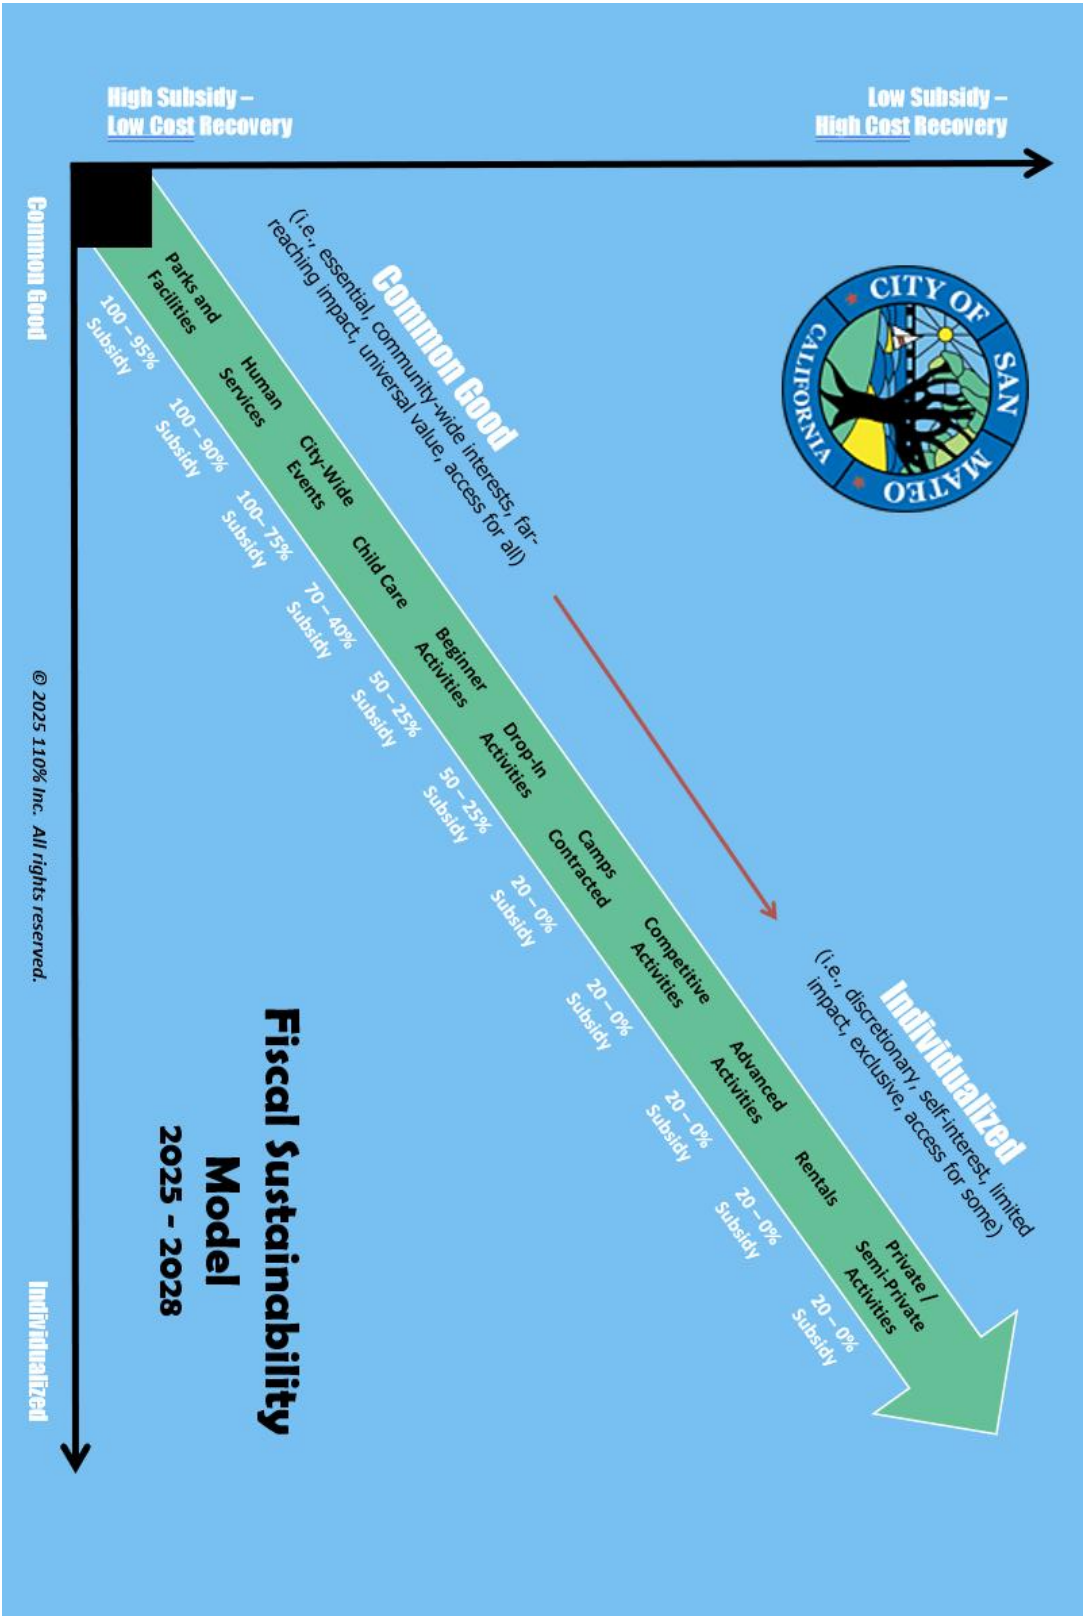 High Subsidy –
Low Cost Recovery
Low Subsidy –
High Cost Recovery
CITY OF SAN MATEO
CALIFORNIA
Common Good
(i.e., essential, community-wide interests, far-
reaching impact, universal value, access for all)
Individualized
(i.e., discretionary, self-interest, limited
impact, exclusive, access for some)
Parks and
Facilities
100 – 95%
Subsidy
Human
Services
100 – 90%
Subsidy
City-Wide
Events
100– 75%
Subsidy
Child Care
70 – 40%
Subsidy
Beginner
Activities
50 – 25%
Subsidy
Drop-In
Activities
50 – 25%
Subsidy
Camps
Contracted
20 – 0%
Subsidy
Competitive
Activities
20 – 0%
Subsidy
Advanced
Activities
20 – 0%
Subsidy
Rentals
20 – 0%
Subsidy
Private /
Semi-Private
Activities
20 – 0%
Subsidy
Fiscal Sustainability
Model
2025 - 2028
Common Good
Individualized
© 2025 110% Inc.  All rights reserved.